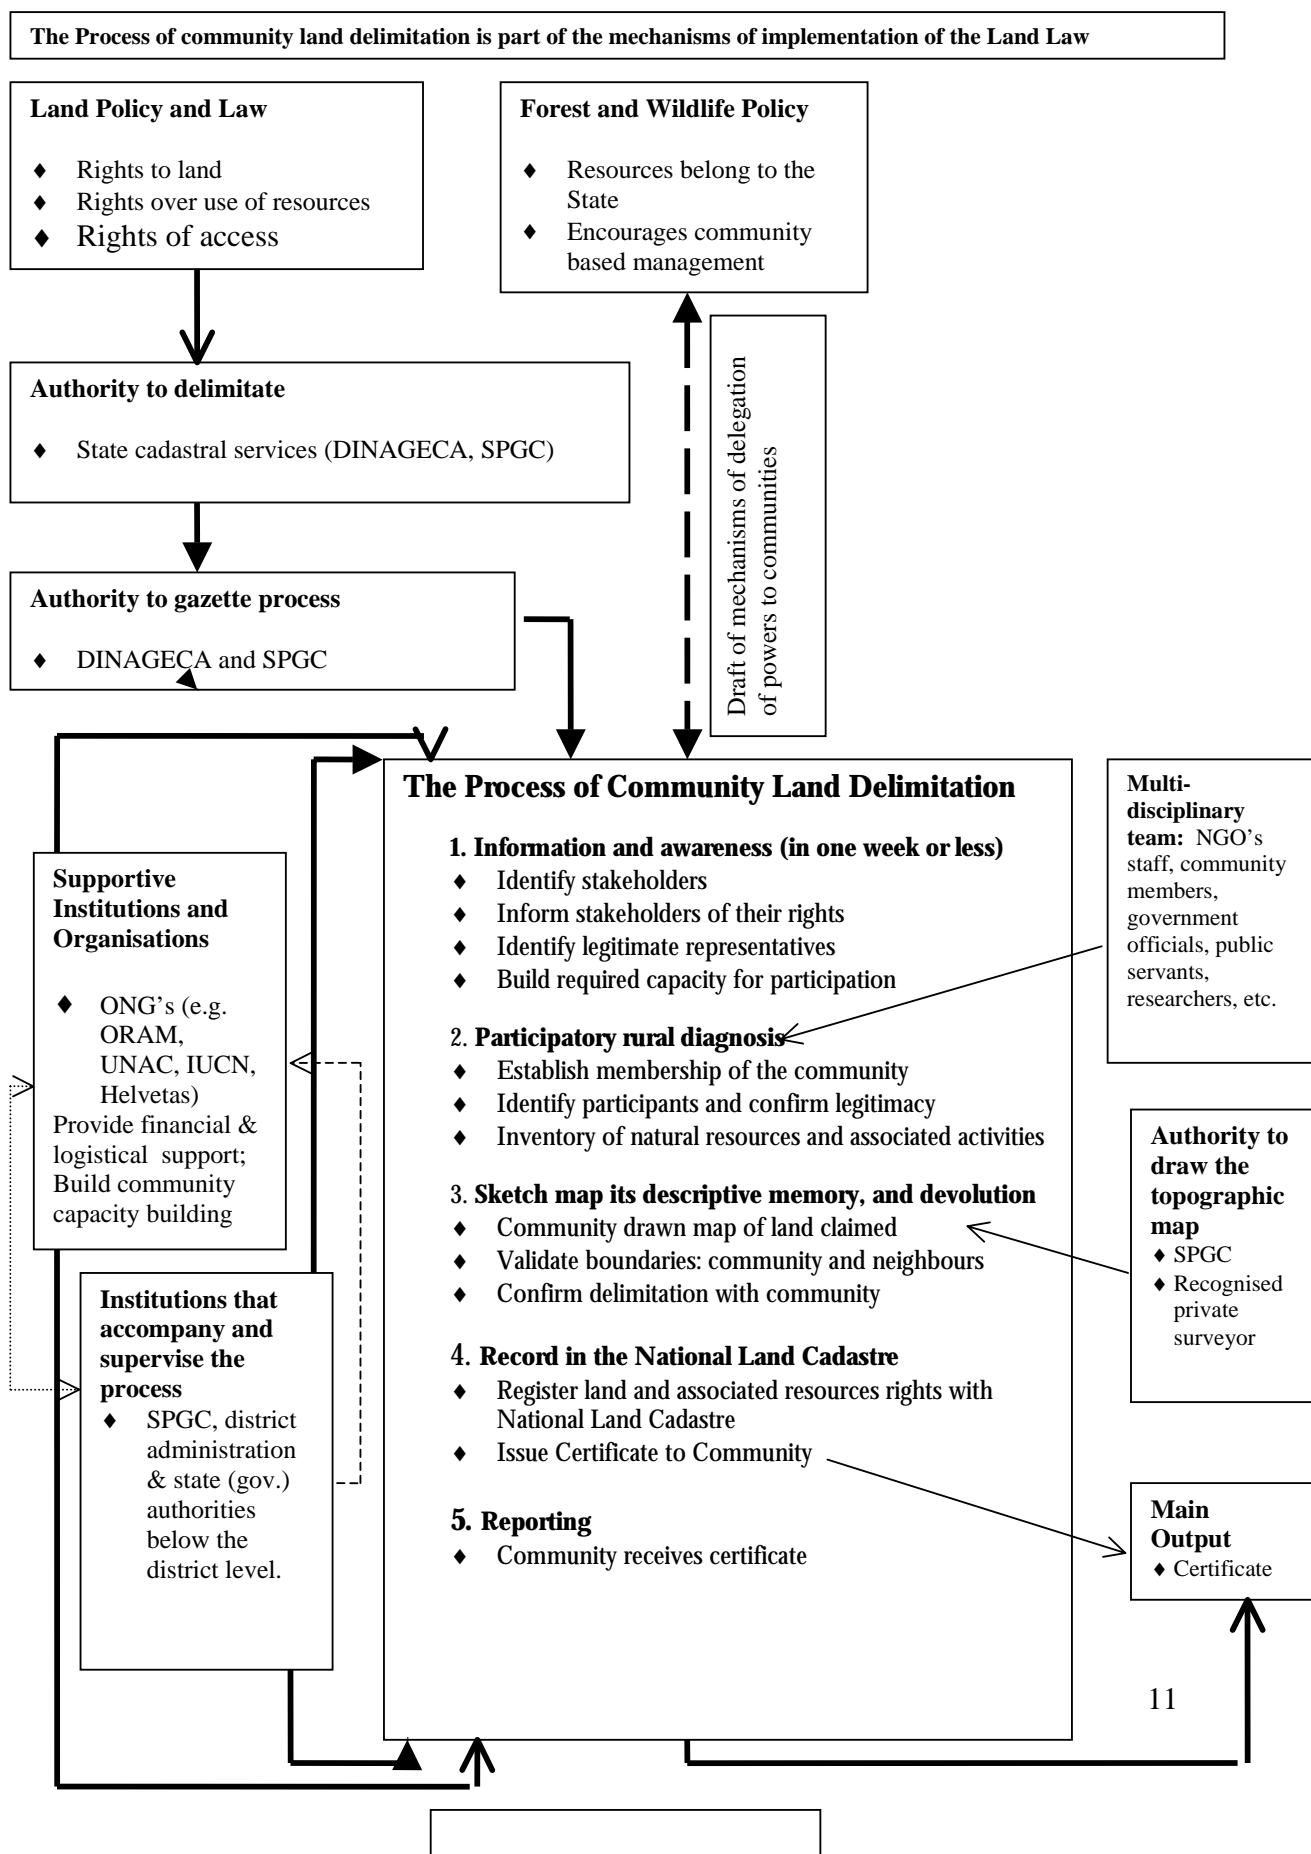 The Process of community land delimitation is part of the mechanisms of implementation of the Land Law
Land Policy and Law
♦ Rights to land
♦ Rights over use of resources
♦ Rights of access
Forest and Wildlife Policy
♦ Resources belong to the
State
♦ Encourages community
based management
Draft of mechanisms of delegation
of powers to communities
Authority to delimitate
♦ State cadastral services (DINAGECA, SPGC)
Authority to gazette process
♦ DINAGECA and SPGC
Supportive
Institutions and
Organisations
♦ ONG's (e.g.
ORAM,
UNAC, IUCN,
Helvetas)
Provide financial &
logistical support;
Build community
capacity building
Institutions that
accompany and
supervise the
process
♦ SPGC, district
administration
& state (gov.)
authorities
below the
district level.
The Process of Community Land Delimitation
1. Information and awareness (in one week or less)
♦ Identify stakeholders
♦ Inform stakeholders of their rights
♦ Identify legitimate representatives
♦ Build required capacity for participation
2. Participatory rural diagnosis
♦ Establish membership of the community
♦ Identify participants and confirm legitimacy
♦ Inventory of natural resources and associated activities
3. Sketch map its descriptive memory, and devolution
♦ Community drawn map of land claimed
♦ Validate boundaries: community and neighbours
♦ Confirm delimitation with community
4. Record in the National Land Cadastre
♦ Register land and associated resources rights with
National Land Cadastre
♦ Issue Certificate to Community
5. Reporting
♦ Community receives certificate
Multi-
disciplinary
team: NGO's
staff, community
members,
government
officials, public
servants,
researchers, etc.
Authority to
draw the
topographic
map
♦ SPGC
♦ Recognised
private
surveyor
Main
Output
♦ Certificate
11